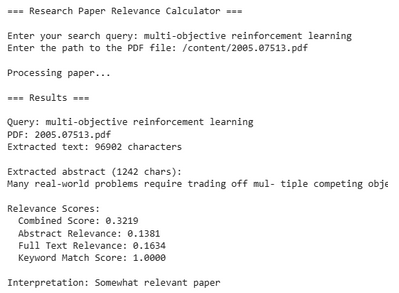 === Research Paper Relevance Calculator ===
Enter your search query: multi-objective reinforcement learning
Enter the path to the PDF file: /content/2005.07513.pdf
Processing paper...
=== Results ===
Query: multi-objective reinforcement learning
PDF: 2005.07513.pdf
Extracted text: 96902 characters
Extracted abstract (1242 chars):
Many real-world problems require trading off mul- tiple competing obje
Relevance Scores:
Combined Score: 0.3219
Abstract Relevance: 0.1381
Full Text Relevance: 0.1634
Keyword Match Score: 1.0000
Interpretation: Somewhat relevant paper